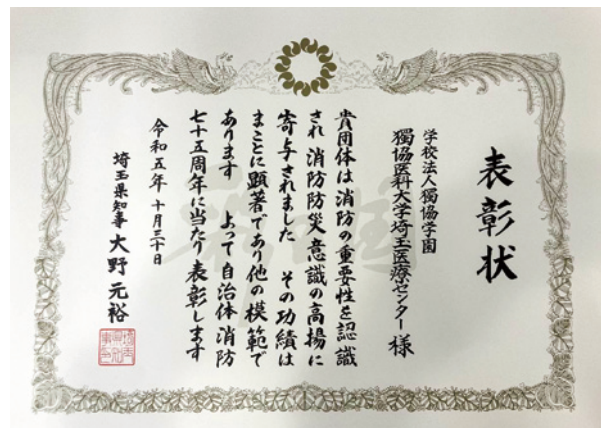 表彰状
学校法人獨協学園
獨協医科大学埼玉医療センター 様
貴団体は消防の重要性を認識
され 消防防災意識の高揚に
寄与されました その功績は
まことに顕著であり他の模範で
あります よって自治体消防
七十五周年に当たり表彰します
令和五年 十月三十日
埼玉県知事 大野元裕
彩の国